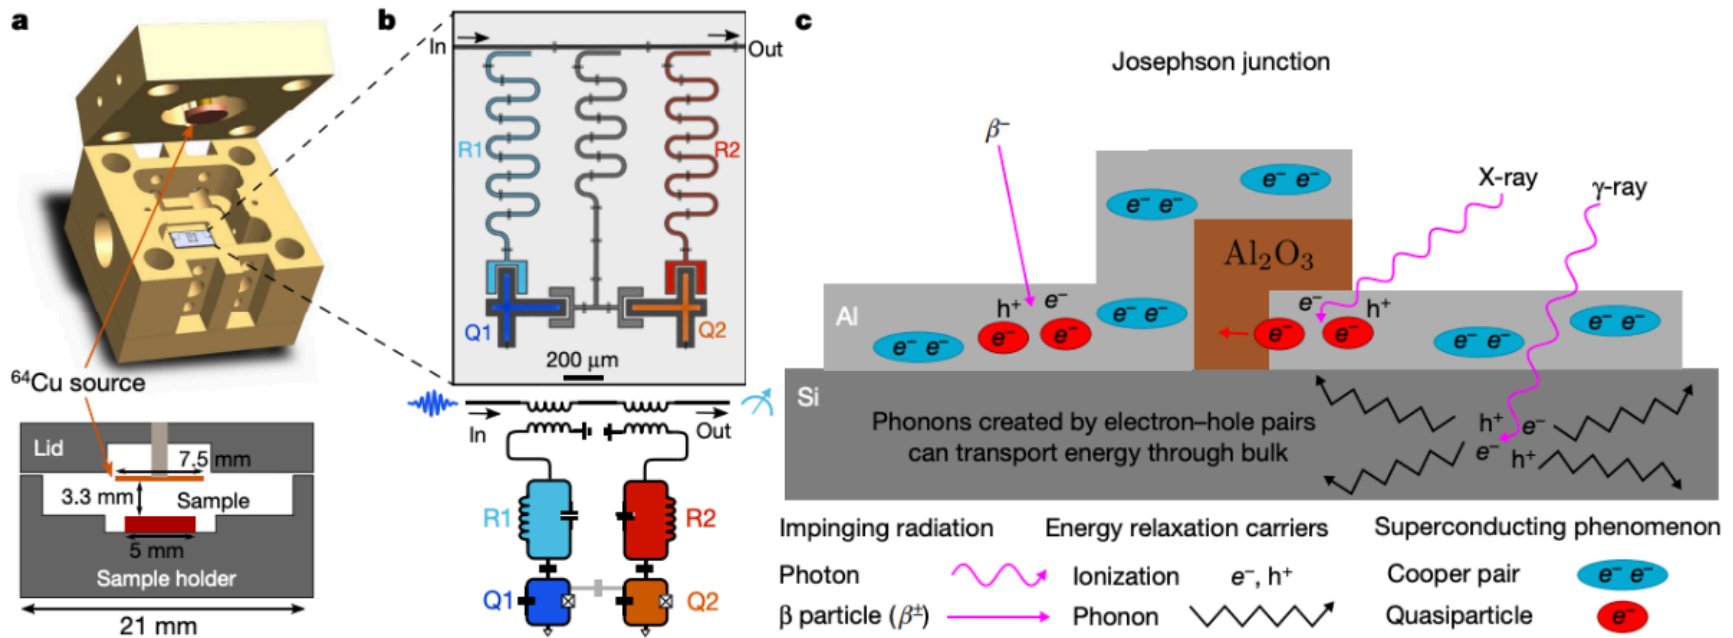 a
⁶⁴Cu source
Lid
7.5 mm
3.3 mm
Sample
5 mm
Sample holder
21 mm
b
In
Out
R1
R2
Q1
Q2
200 μm
In
Out
R1
R2
Q1
Q2
c
Josephson junction
β⁻
X-ray
γ-ray
e⁻ e⁻
e⁻ e⁻
Al₂O₃
h⁺ e⁻
e⁻ h⁺
Al
e⁻ e⁻
e⁻ e⁻
e⁻
e⁻
e⁻
e⁻
e⁻ e⁻
e⁻ e⁻
Si
Phonons created by electron–hole pairs
can transport energy through bulk
h⁺ e⁻
e⁻ h⁺
Impinging radiation
Photon
β particle (β±)
Energy relaxation carriers
Ionization e⁻, h⁺
Phonon
Superconducting phenomenon
Cooper pair e⁻ e⁻
Quasiparticle e⁻